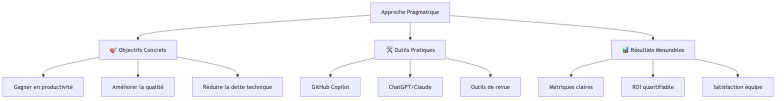 Approche Pragmatique
🎯 Objectifs Concrets
🛠️ Outils Pratiques
📊 Résultats Mesurables
Gagner en productivité
Améliorer la qualité
Réduire la dette technique
GitHub Copilot
ChatGPT/Claude
Outils de revue
Métriques claires
ROI quantifiable
Satisfaction équipe